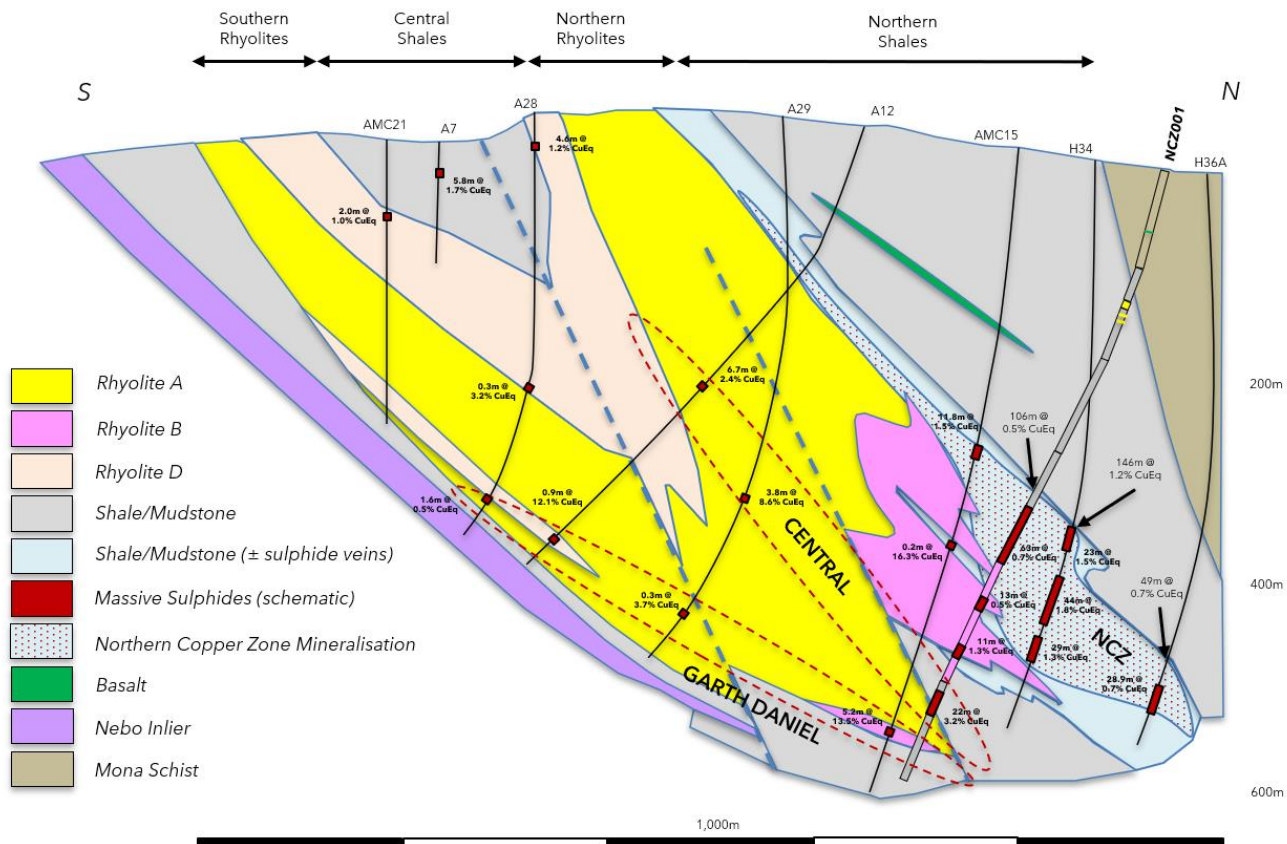 Southern
Rhyolites
Central
Shales
Northern
Rhyolites
Northern
Shales
S
N
AMC21
A7
A28
A29
A12
AMC15
H34
NCZ001
H36A
4.6m @
1.2% CuEq
5.8m @
1.7% CuEq
2.0m @
1.0% CuEq
0.3m @
3.2% CuEq
6.7m @
2.4% CuEq
11.8m @
1.5% CuEq
106m @
0.5% CuEq
146m @
1.2% CuEq
1.6m @
0.5% CuEq
0.9m @
12.1% CuEq
3.8m @
8.6% CuEq
0.2m @
16.3% CuEq
63m @
0.7% CuEq
23m @
1.5% CuEq
13m @
0.5% CuEq
44m @
1.8% CuEq
49m @
0.7% CuEq
0.3m @
3.7% CuEq
11m @
1.3% CuEq
29m @
1.3% CuEq
28.9m @
0.7% CuEq
5.2m @
13.5% CuEq
22m @
3.2% CuEq
CENTRAL
NCZ
GARTH DANIEL
200m
400m
600m
Rhyolite A
Rhyolite B
Rhyolite D
Shale/Mudstone
Shale/Mudstone (± sulphide veins)
Massive Sulphides (schematic)
Northern Copper Zone Mineralisation
Basalt
Nebo Inlier
Mona Schist
1,000m